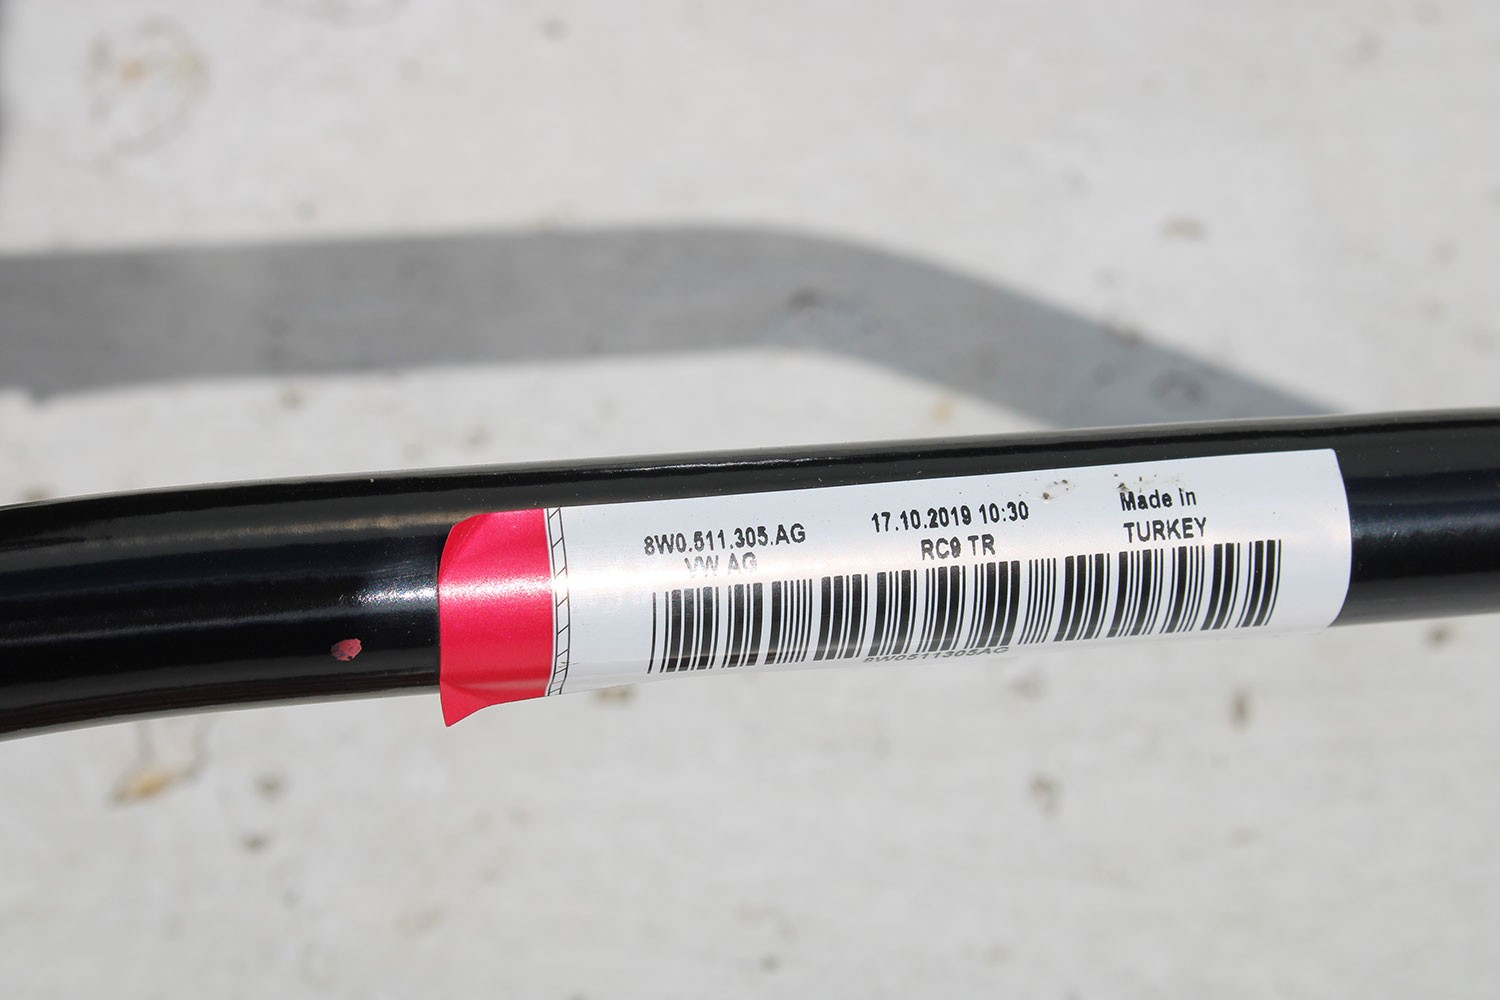 8W0.511.305.AG
VW AG
17.10.2019 10:30
RC9 TR
Made in
TURKEY
8W0511305AG